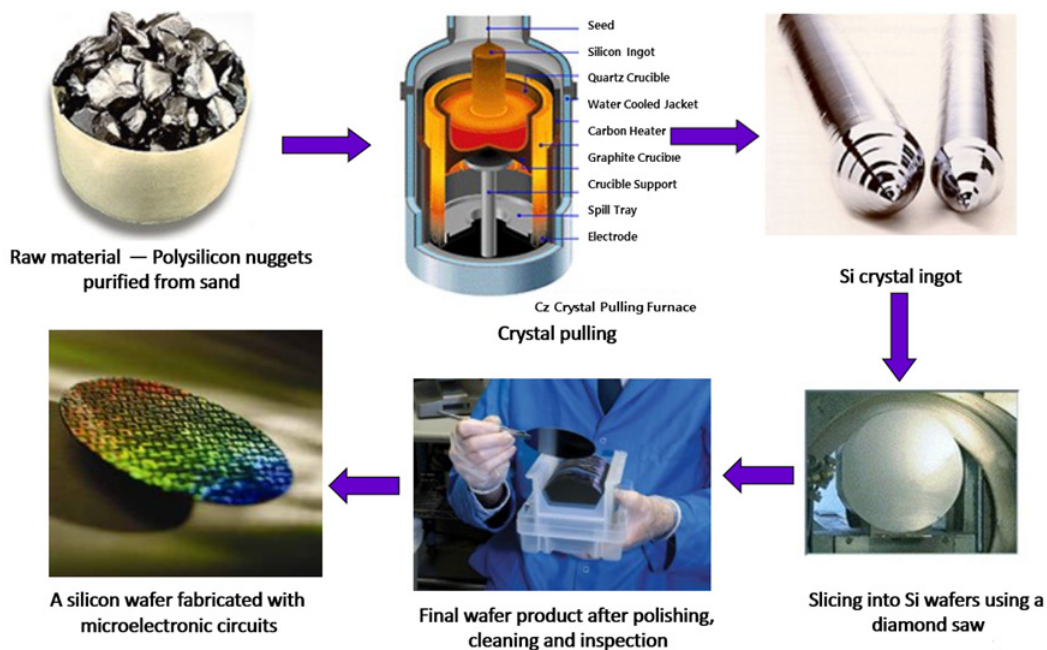 Seed
Silicon Ingot
Quartz Crucible
Water Cooled Jacket
Carbon Heater
Graphite Crucible
Crucible Support
Spill Tray
Electrode
Raw material — Polysilicon nuggets
purified from sand
Cz Crystal Pulling Furnace
Crystal pulling
Si crystal ingot
A silicon wafer fabricated with
microelectronic circuits
Final wafer product after polishing,
cleaning and inspection
Slicing into Si wafers using a
diamond saw